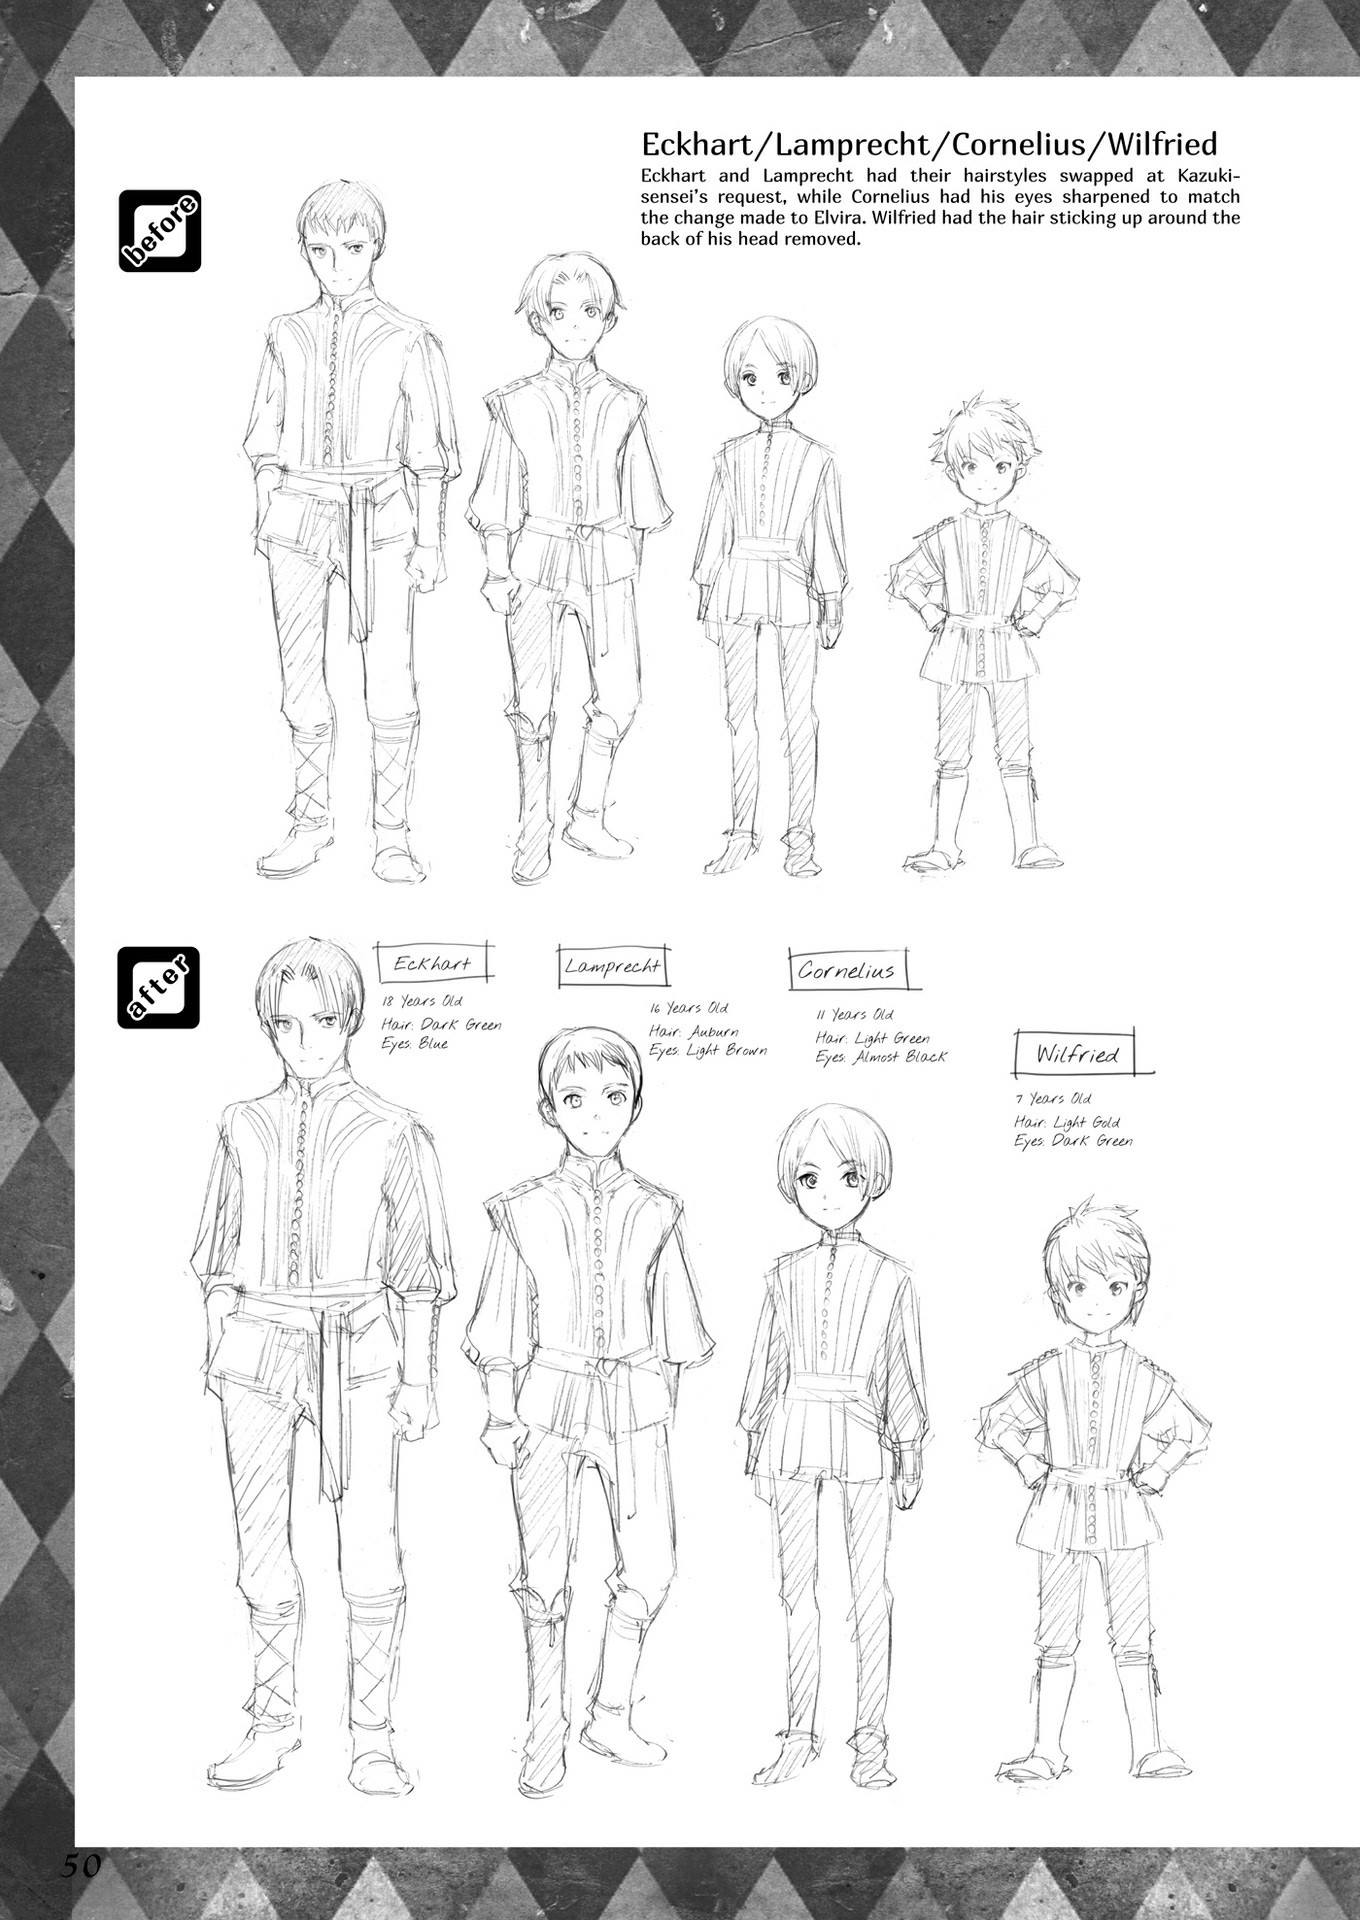 Eckhart/Lamprecht/Cornelius/Wilfried
Eckhart and Lamprecht had their hairstyles swapped at Kazuki-
sensei's request, while Cornelius had his eyes sharpened to match
the change made to Elvira. Wilfried had the hair sticking up around the
back of his head removed.
before
after
Eckhart
18 Years Old
Hair: Dark Green
Eyes: Blue
Lamprecht
16 Years Old
Hair: Auburn
Eyes: Light Brown
Cornelius
11 Years Old
Hair: Light Green
Eyes: Almost Black
Wilfried
7 Years Old
Hair: Light Gold
Eyes: Dark Green
50